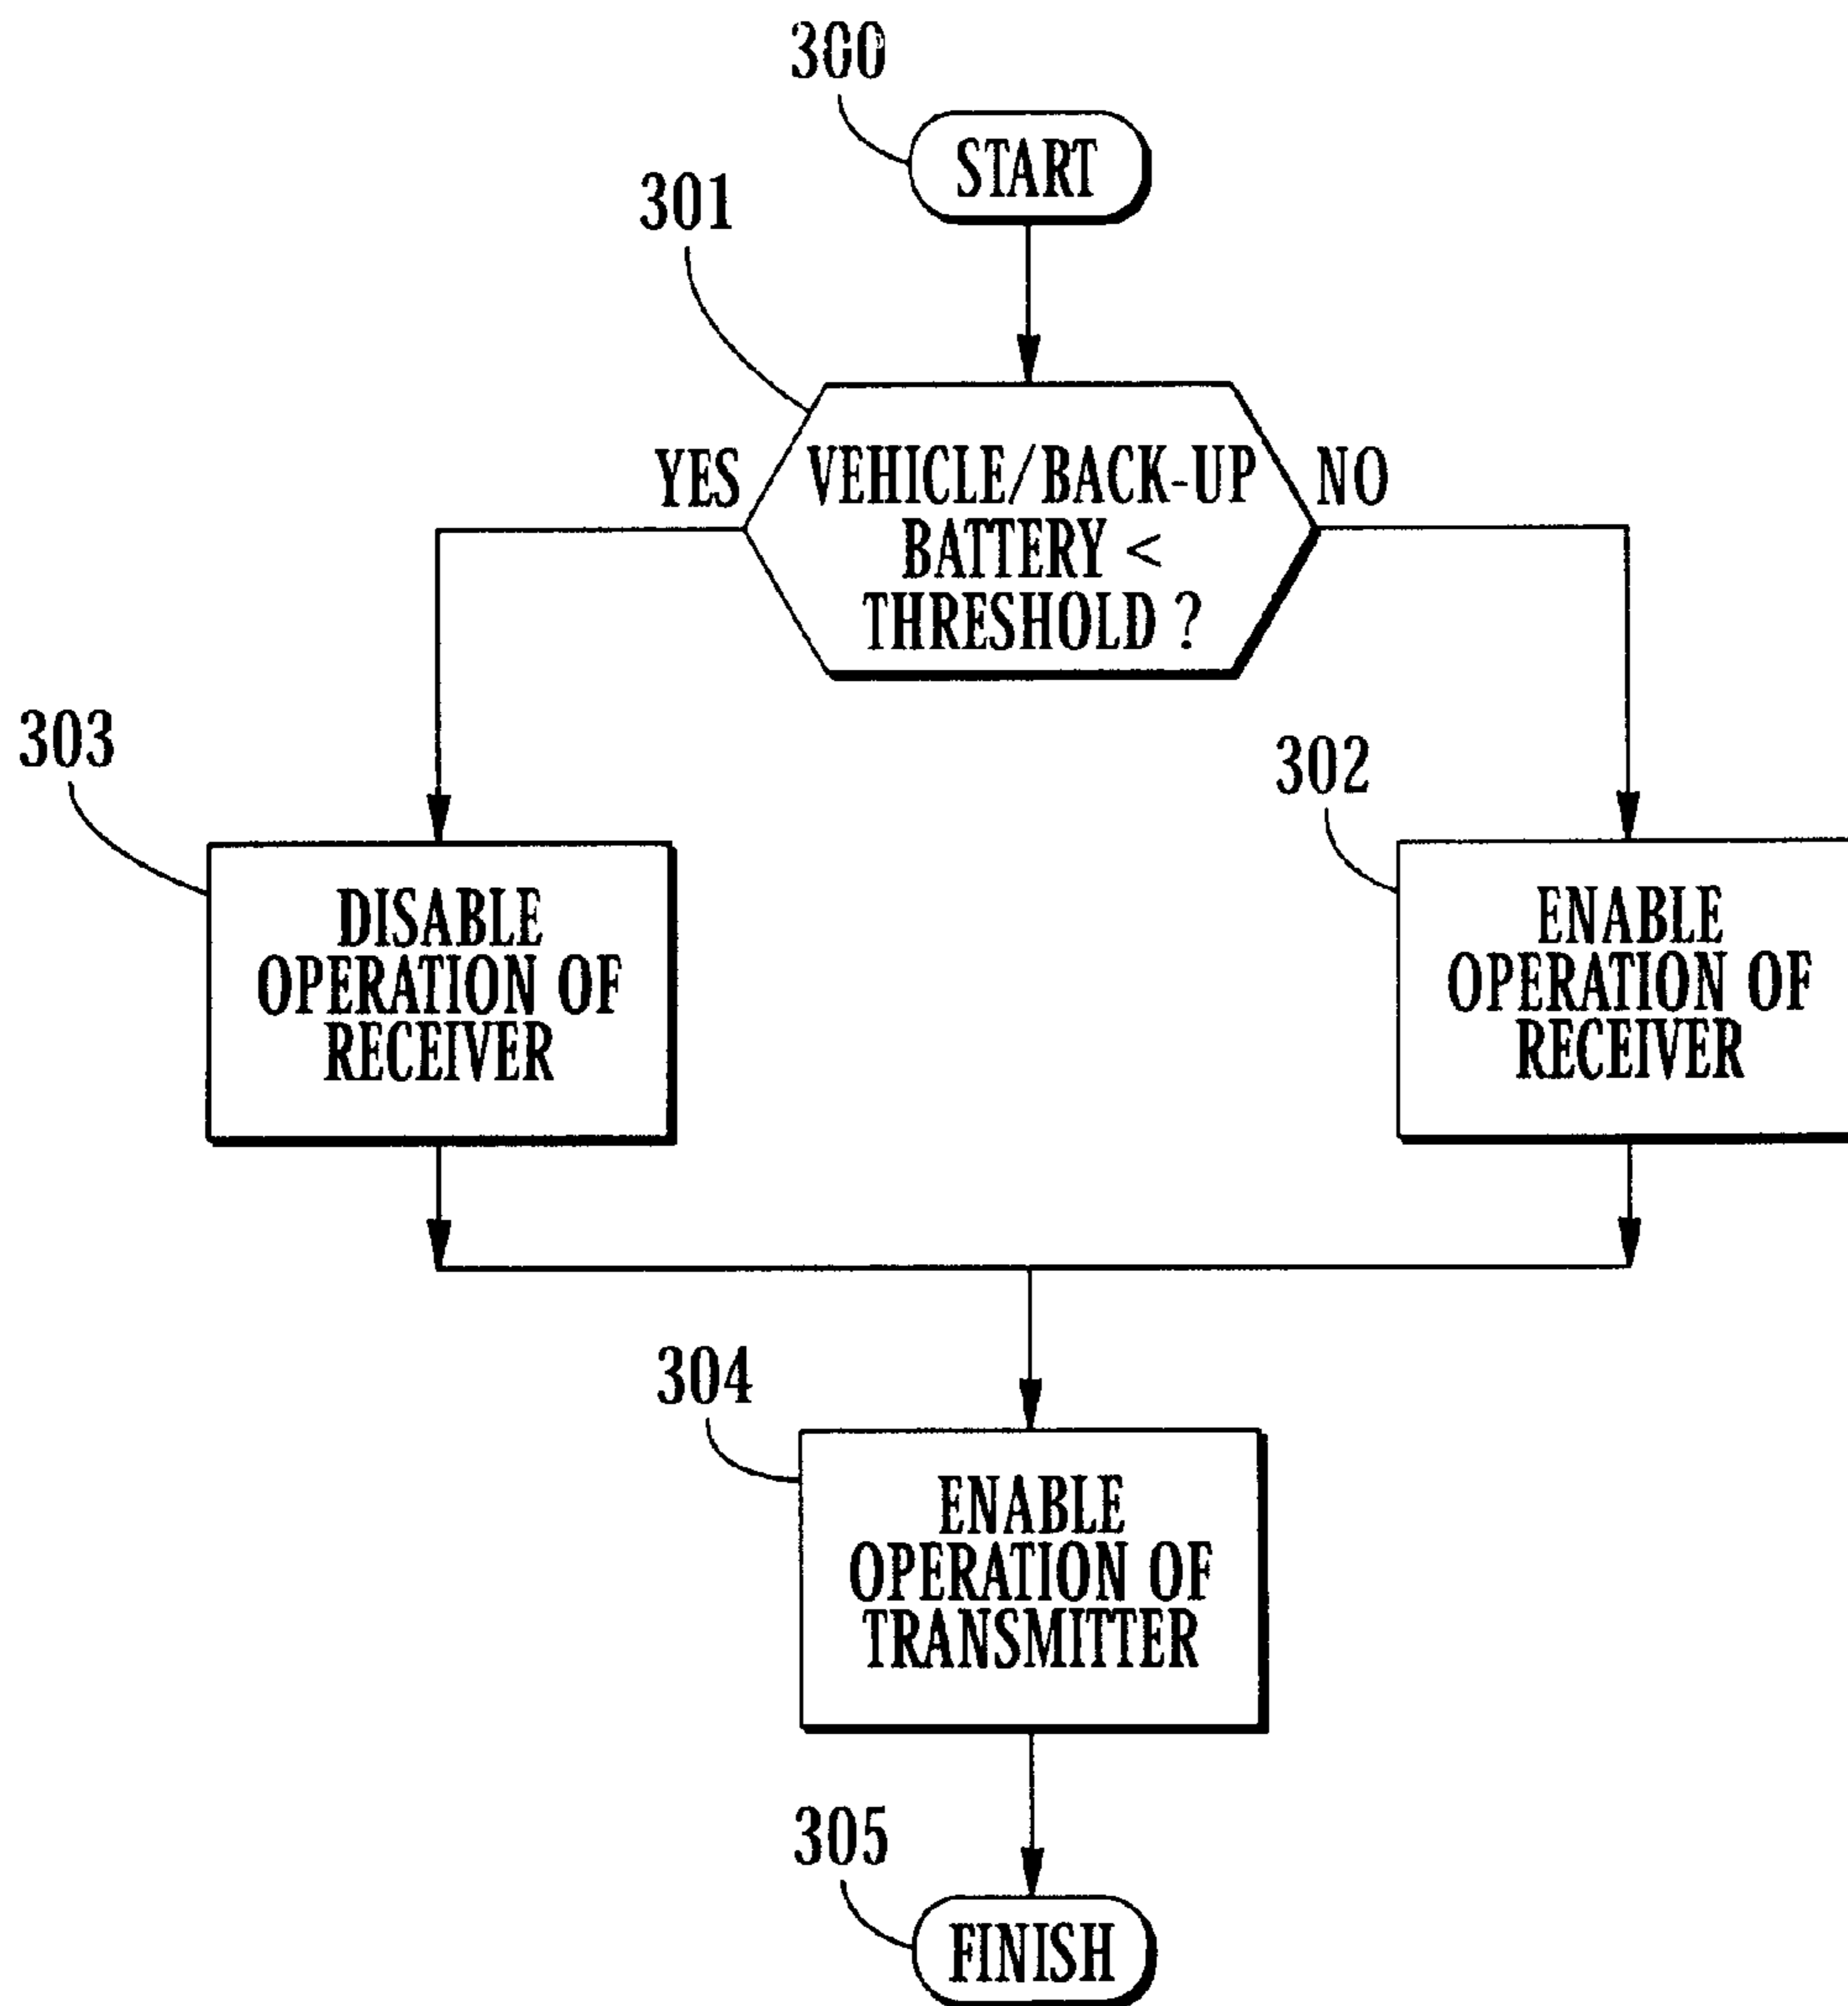 300
START
301
YES
VEHICLE/BACK-UP
BATTERY <
THRESHOLD ?
NO
303
DISABLE
OPERATION OF
RECEIVER
302
ENABLE
OPERATION OF
RECEIVER
304
ENABLE
OPERATION OF
TRANSMITTER
305
FINISH